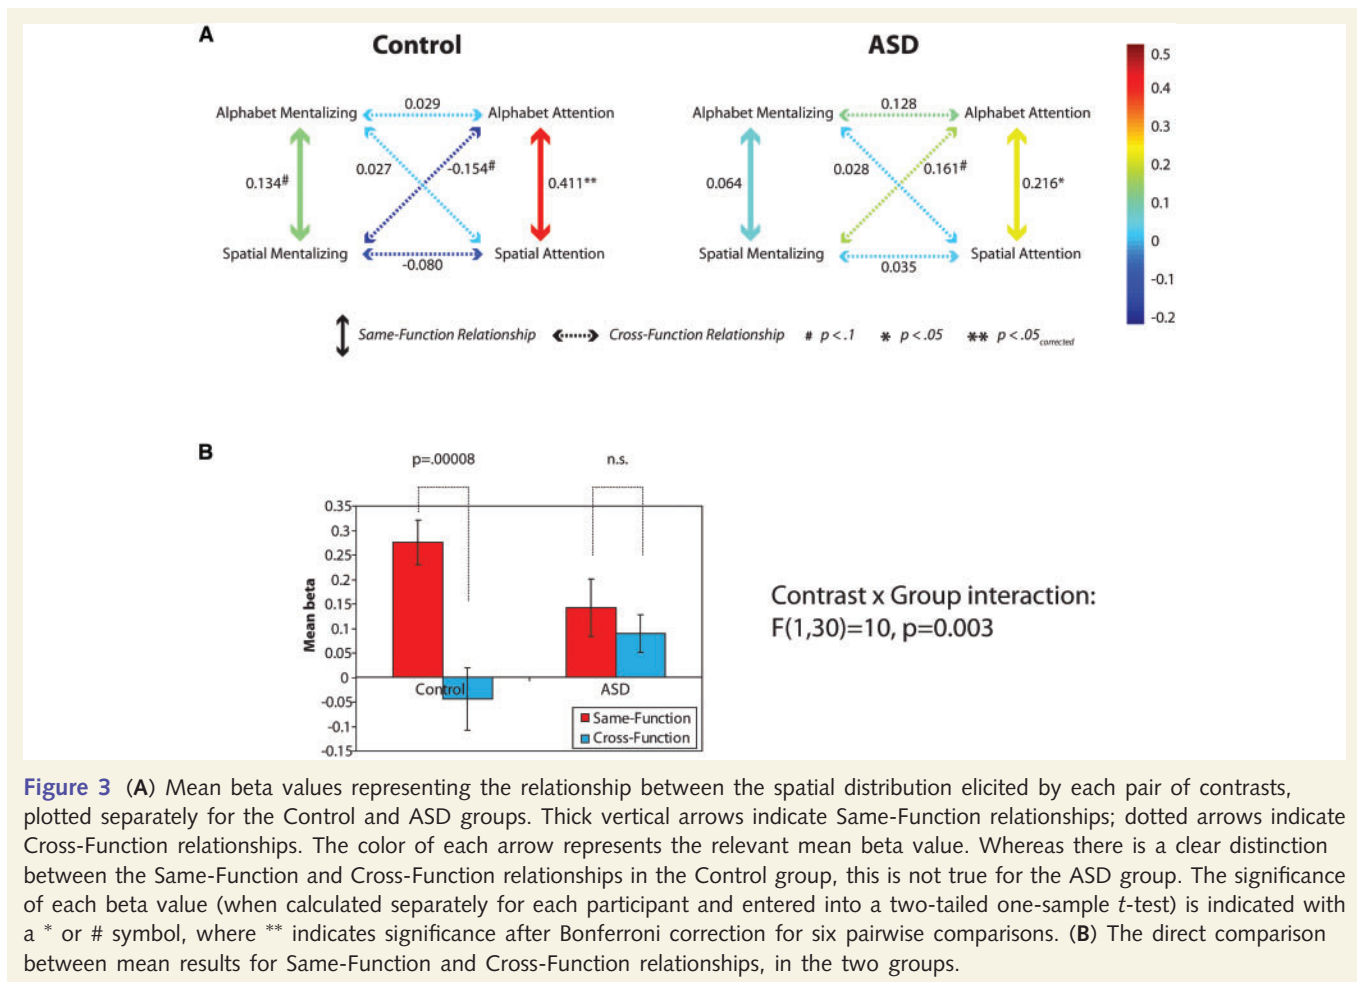 A
Control
ASD
Alphabet Mentalizing
0.029
Alphabet Attention
0.134#
0.027
-0.154#
0.411**
Spatial Mentalizing
-0.080
Spatial Attention
Alphabet Mentalizing
0.128
Alphabet Attention
0.064
0.028
0.161#
0.216*
Spatial Mentalizing
0.035
Spatial Attention
0.5
0.4
0.3
0.2
0.1
0
-0.1
-0.2
Same-Function Relationship Cross-Function Relationship # p < .1 * p < .05 ** p < .05corrected
B
p=.00008
n.s.
Mean beta
0.35
0.3
0.25
0.2
0.15
0.1
0.05
0
-0.05
-0.1
-0.15
Control
ASD
Same-Function
Cross-Function
Contrast x Group interaction:
F(1,30)=10, p=0.003
Figure 3 (A) Mean beta values representing the relationship between the spatial distribution elicited by each pair of contrasts,
plotted separately for the Control and ASD groups. Thick vertical arrows indicate Same-Function relationships; dotted arrows indicate
Cross-Function relationships. The color of each arrow represents the relevant mean beta value. Whereas there is a clear distinction
between the Same-Function and Cross-Function relationships in the Control group, this is not true for the ASD group. The significance
of each beta value (when calculated separately for each participant and entered into a two-tailed one-sample t-test) is indicated with
a * or # symbol, where ** indicates significance after Bonferroni correction for six pairwise comparisons. (B) The direct comparison
between mean results for Same-Function and Cross-Function relationships, in the two groups.